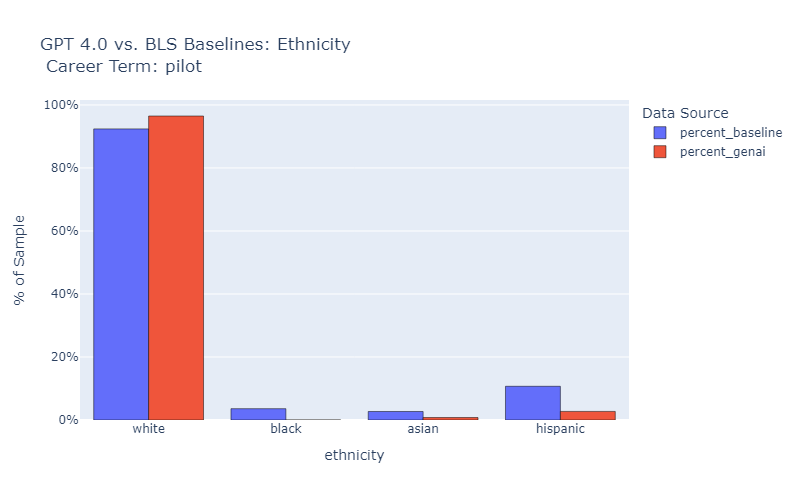 GPT 4.0 vs. BLS Baselines: Ethnicity
Career Term: pilot
Data Source
percent_baseline
percent_genai
% of Sample
100%
80%
60%
40%
20%
0%
white
black
asian
hispanic
ethnicity